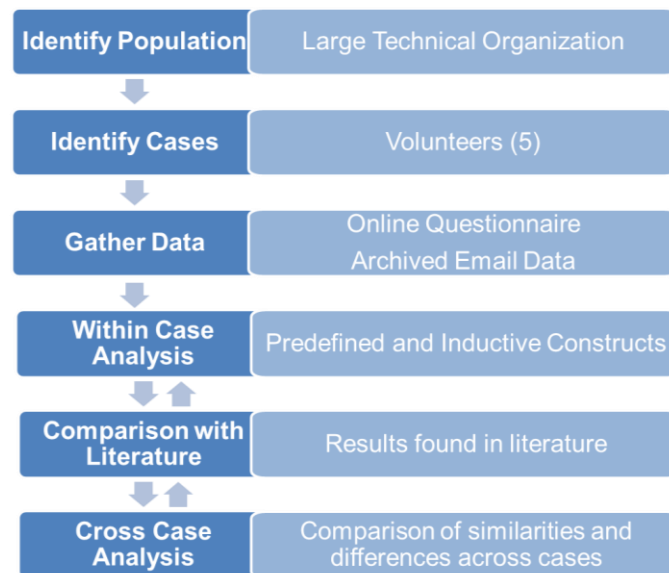 Identify Population
Large Technical Organization
Identify Cases
Volunteers (5)
Gather Data
Online Questionnaire
Archived Email Data
Within Case
Analysis
Predefined and Inductive Constructs
Comparison with
Literature
Results found in literature
Cross Case
Analysis
Comparison of similarities and
differences across cases